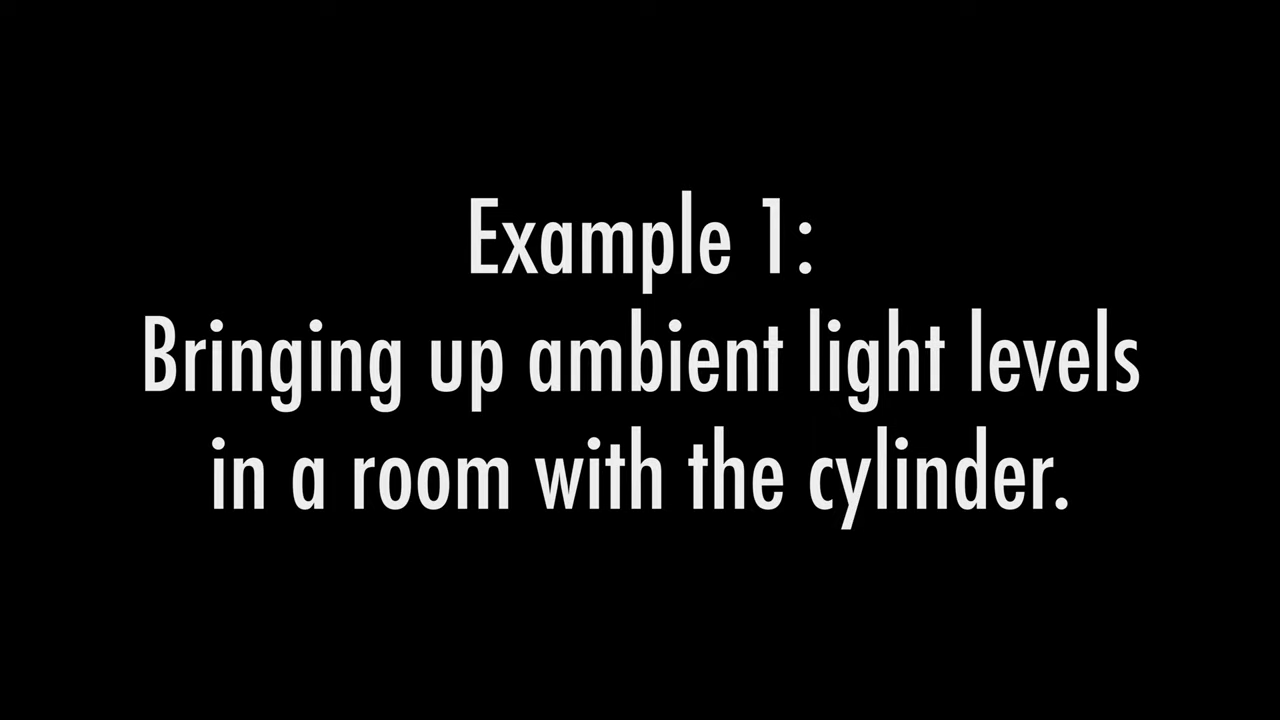 Example 1:
Bringing up ambient light levels
in a room with the cylinder.